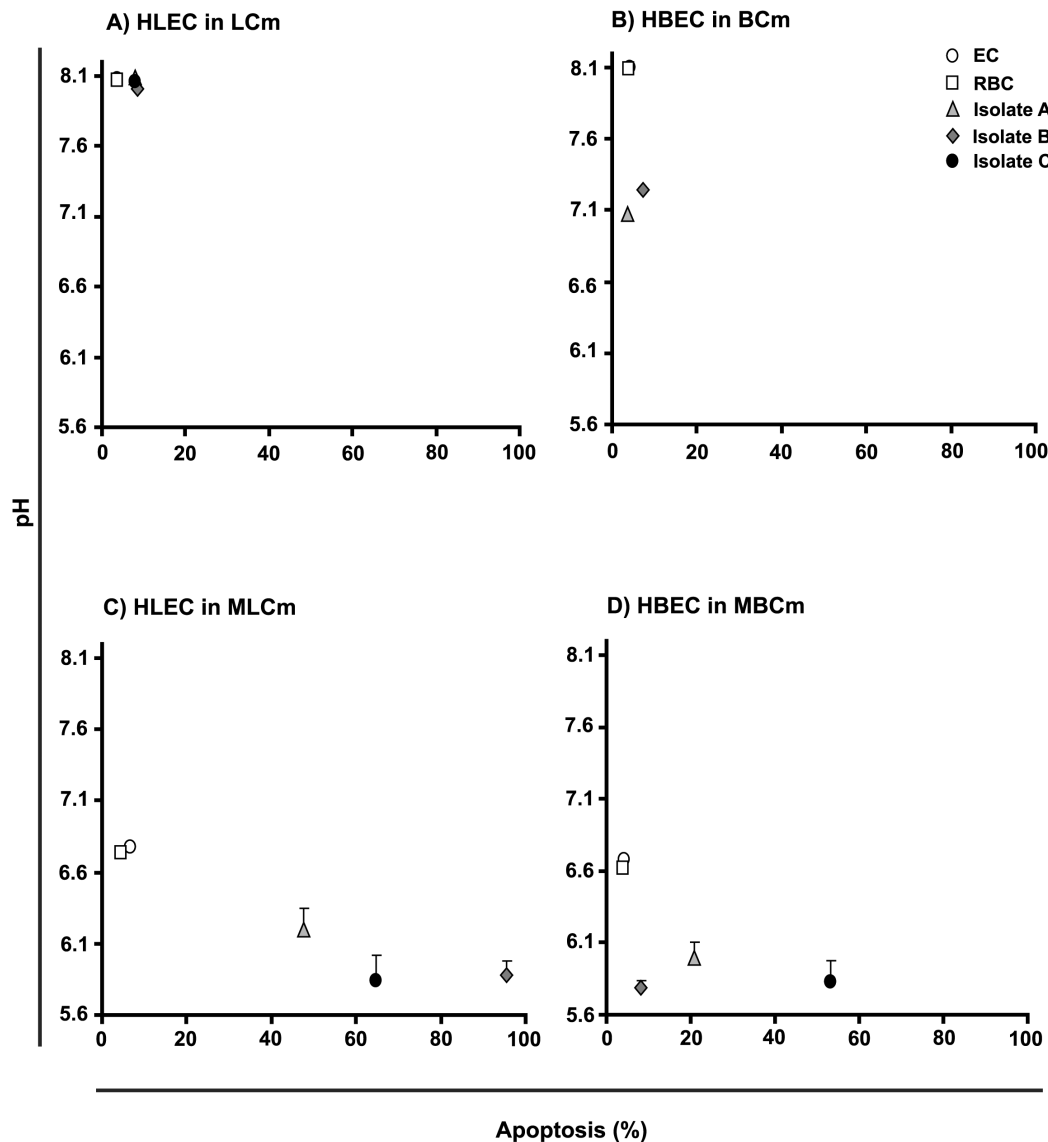 A) HLEC in LCm
8.1
7.6
7.1
6.6
6.1
5.6
0 20 40 60 80 100
B) HBEC in BCm
8.1
7.6
7.1
6.6
6.1
5.6
0 20 40 60 80 100
EC
RBC
Isolate A
Isolate B
Isolate C
pH
C) HLEC in MLCm
8.1
7.6
7.1
6.6
6.1
5.6
0 20 40 60 80 100
D) HBEC in MBCm
8.1
7.6
7.1
6.6
6.1
5.6
0 20 40 60 80 100
Apoptosis (%)